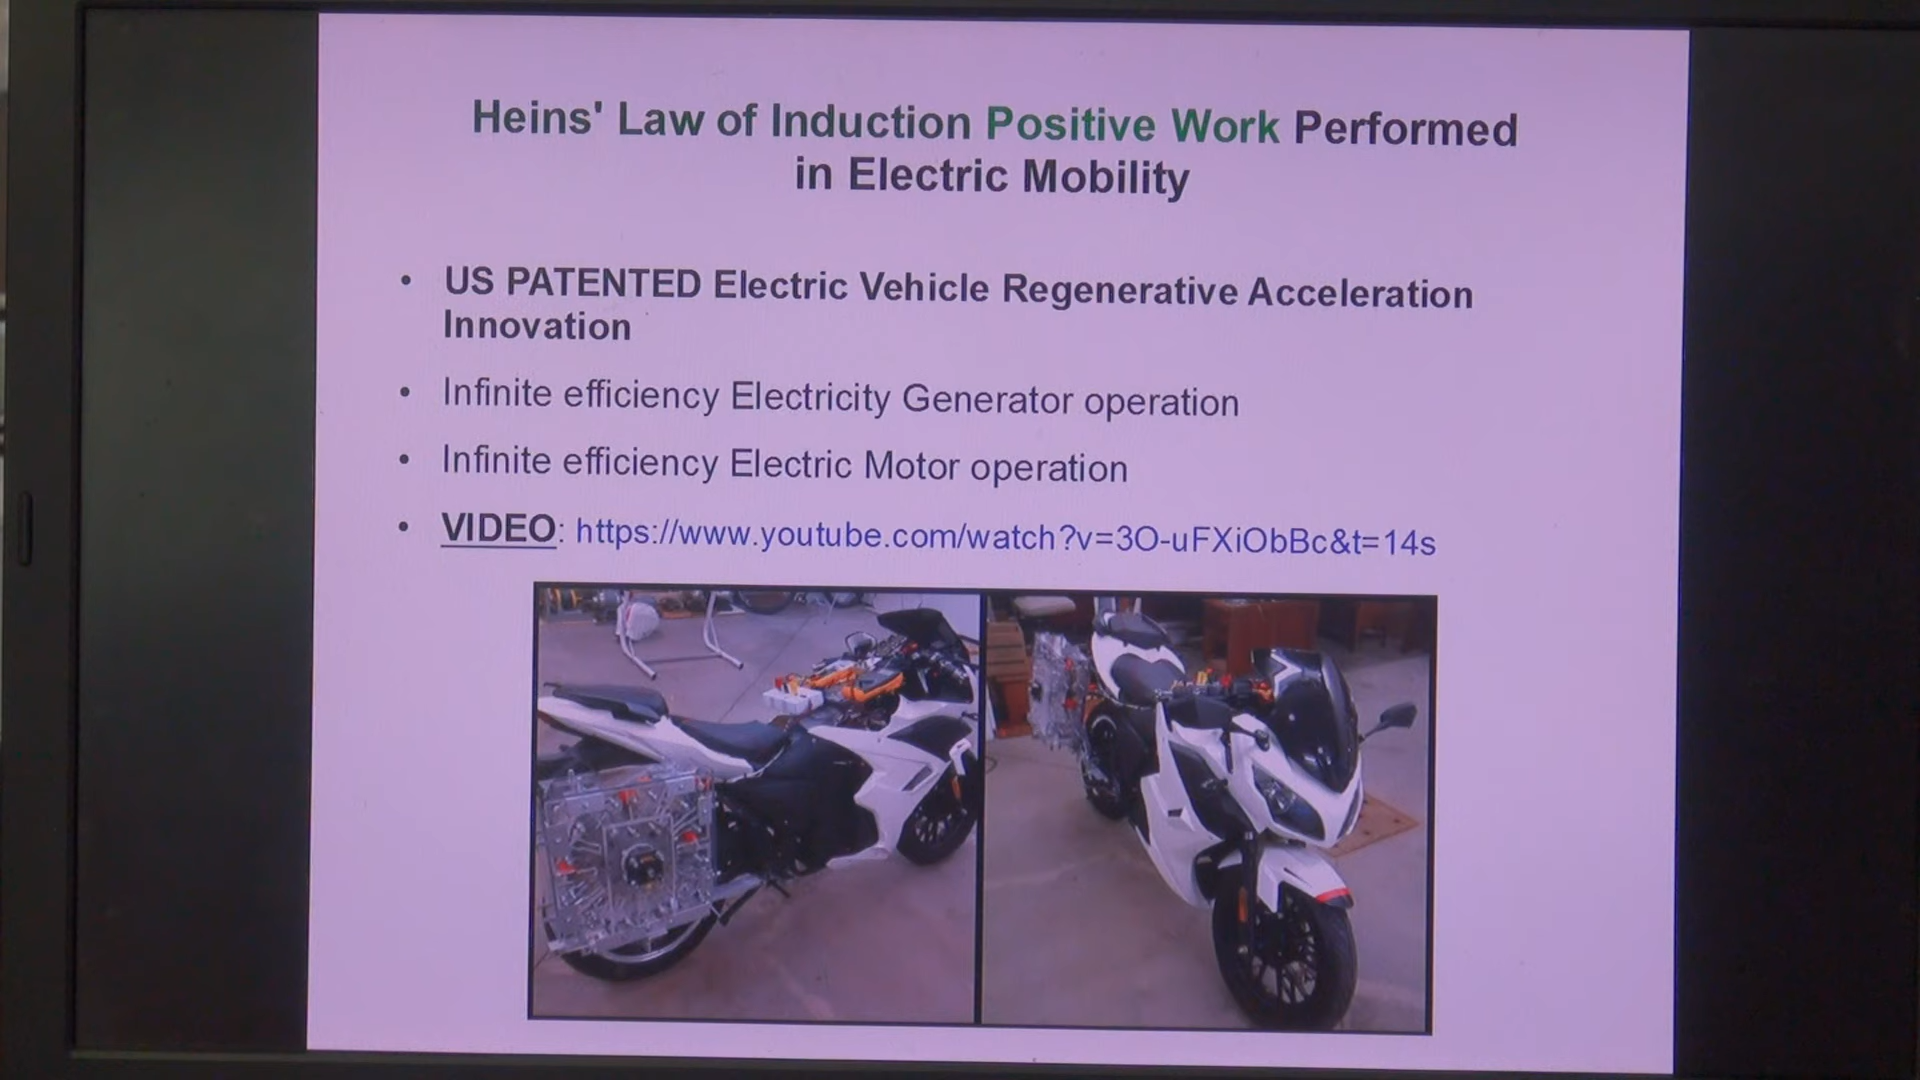 Heins' Law of Induction Positive Work Performed
in Electric Mobility
• US PATENTED Electric Vehicle Regenerative Acceleration
Innovation
• Infinite efficiency Electricity Generator operation
• Infinite efficiency Electric Motor operation
• VIDEO: https://www.youtube.com/watch?v=3O-uFXiObBc&t=14s